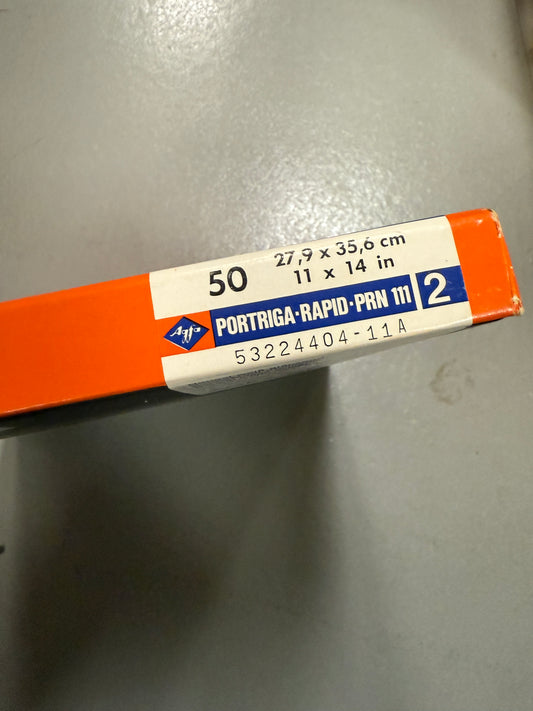 50
27,9 x 35,6 cm
11 x 14 in
Agfa
PORTRIGA·RAPID·PRN 111
2
53224404-11A